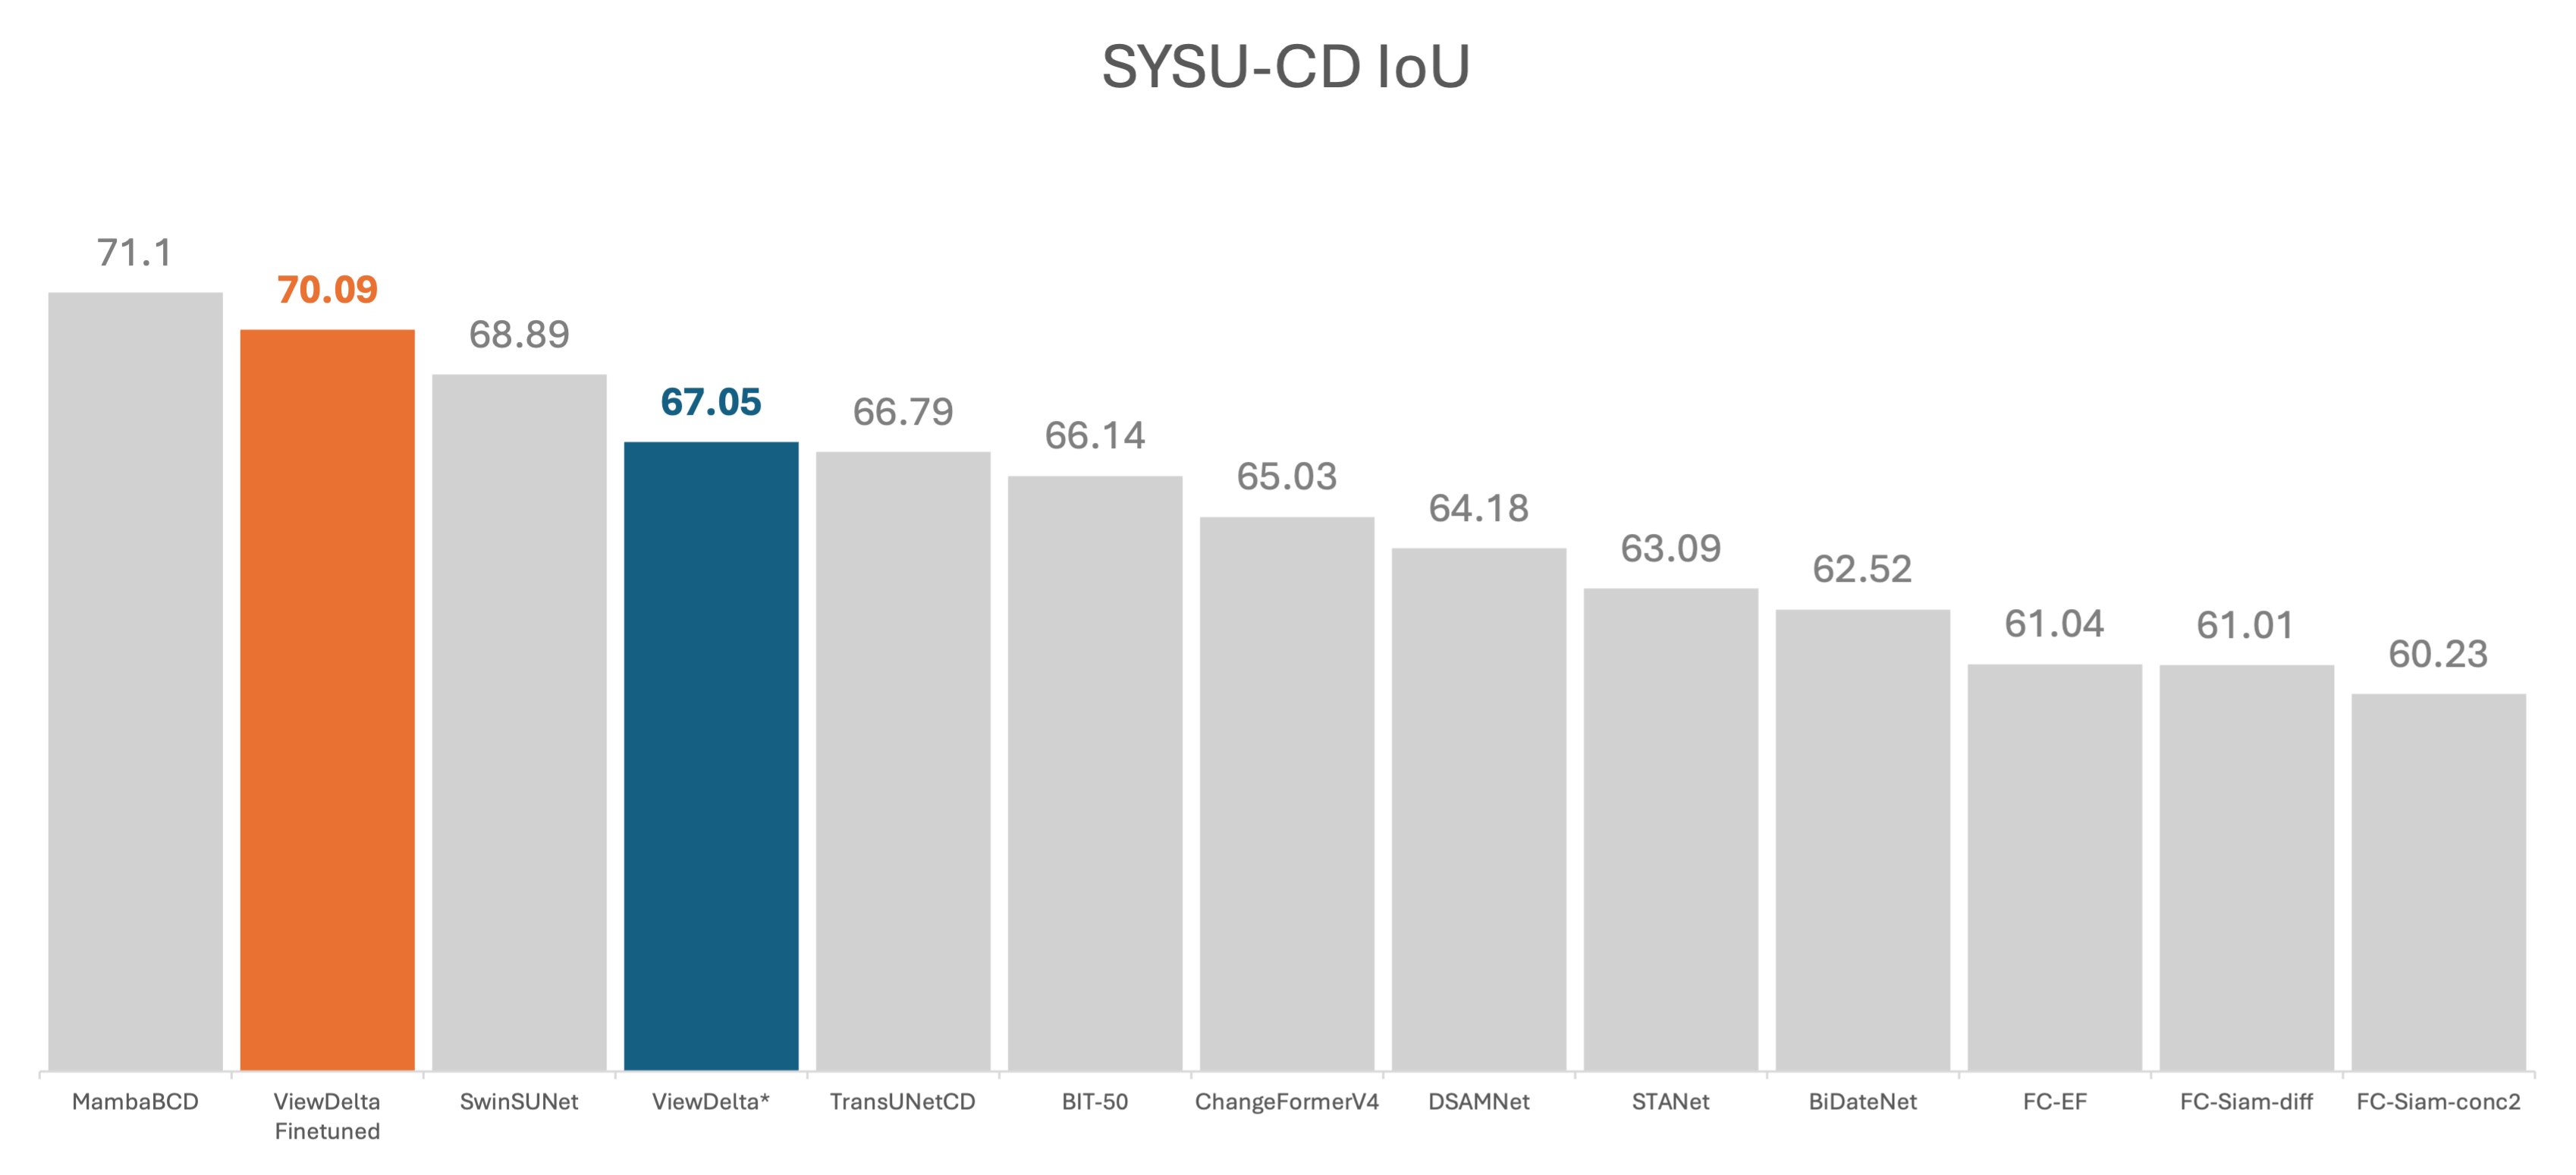 SYSU-CD IoU
71.1
70.09
68.89
67.05
66.79
66.14
65.03
64.18
63.09
62.52
61.04
61.01
60.23
MambaBCD
ViewDelta
Finetuned
SwinSUNet
ViewDelta*
TransUNetCD
BIT-50
ChangeFormerV4
DSAMNet
STANet
BiDateNet
FC-EF
FC-Siam-diff
FC-Siam-conc2